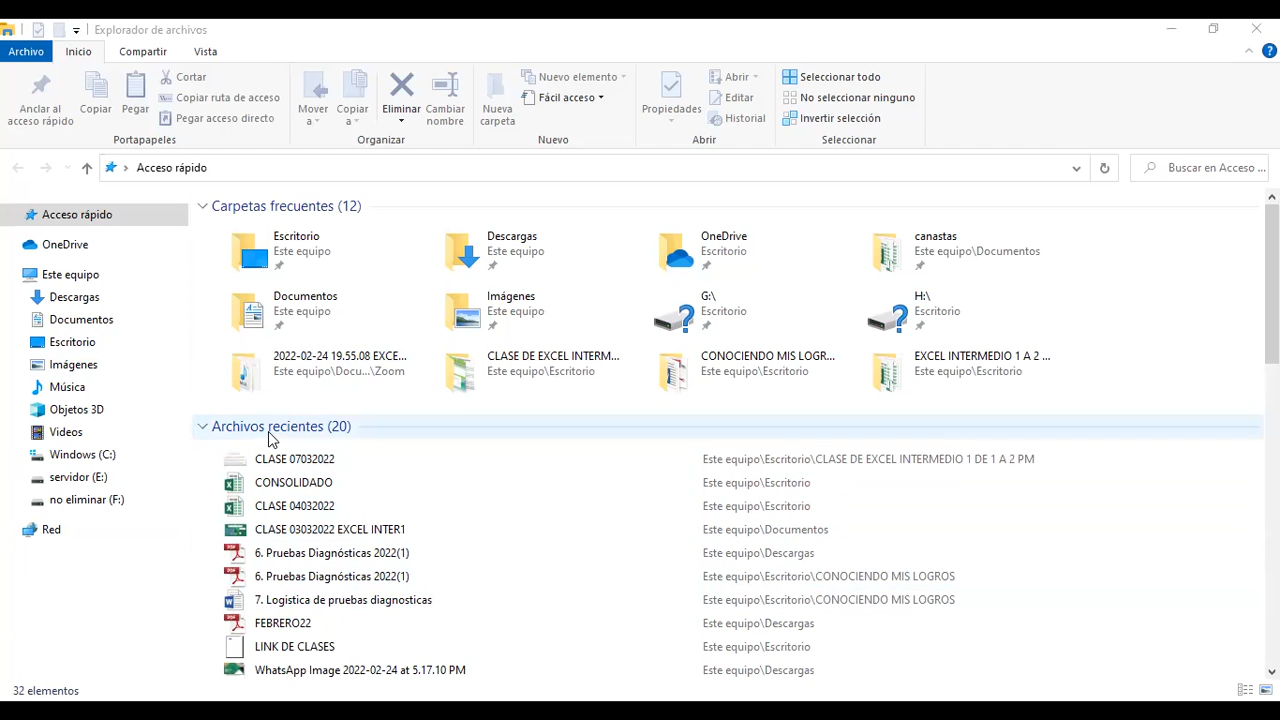 Explorador de archivos
Archivo Inicio Compartir Vista
Anclar al acceso rápido
Copiar
Pegar
Cortar
Copiar ruta de acceso
Pegar acceso directo
Portapapeles
Mover a
Copiar a
Eliminar
Cambiar nombre
Organizar
Nueva carpeta
Nuevo elemento
Fácil acceso
Nuevo
Propiedades
Abrir
Editar
Historial
Abrir
Seleccionar todo
No seleccionar ninguno
Invertir selección
Seleccionar
Acceso rápido
Buscar en Acceso ...
Acceso rápido
OneDrive
Este equipo
Descargas
Documentos
Escritorio
Imágenes
Música
Objetos 3D
Videos
Windows (C:)
servidor (E:)
no eliminar (F:)
Red
Carpetas frecuentes (12)
Escritorio
Este equipo
Descargas
Este equipo
OneDrive
Escritorio
canastas
Este equipo\Documentos
Documentos
Este equipo
Imágenes
Este equipo
G:\
Escritorio
H:\
Escritorio
2022-02-24 19.55.08 EXCE...
Este equipo\Docu...\Zoom
CLASE DE EXCEL INTERM...
Este equipo\Escritorio
CONOCIENDO MIS LOGR...
Este equipo\Escritorio
EXCEL INTERMEDIO 1 A 2 ...
Este equipo\Escritorio
Archivos recientes (20)
CLASE 07032022 Este equipo\Escritorio\CLASE DE EXCEL INTERMEDIO 1 DE 1 A 2 PM
CONSOLIDADO Este equipo\Escritorio
CLASE 04032022 Este equipo\Escritorio
CLASE 03032022 EXCEL INTER1 Este equipo\Documentos
6. Pruebas Diagnósticas 2022(1) Este equipo\Descargas
6. Pruebas Diagnósticas 2022(1) Este equipo\Escritorio\CONOCIENDO MIS LOGROS
7. Logistica de pruebas diagnosticas Este equipo\Escritorio\CONOCIENDO MIS LOGROS
FEBRERO22 Este equipo\Descargas
LINK DE CLASES Este equipo\Escritorio
WhatsApp Image 2022-02-24 at 5.17.10 PM Este equipo\Descargas
32 elementos